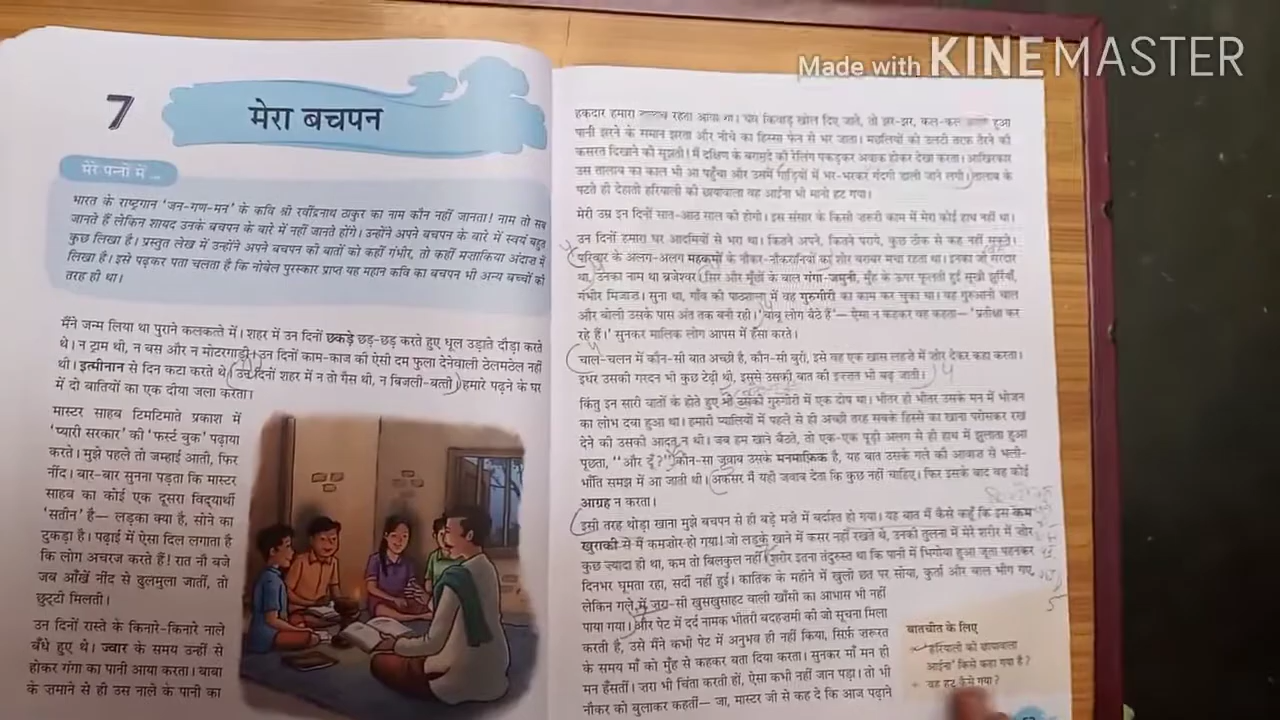 Made with KINEMASTER
7
मेरा बचपन
मेरे पन्नों में ...
भारत के राष्ट्रगान 'जन-गण-मन' के कवि श्री रवींद्रनाथ ठाकुर का नाम कौन नहीं जानता! नाम तो सब
जानते हैं लेकिन शायद उनके बचपन के बारे में नहीं जानते होंगे। उन्होंने अपने बचपन के बारे में स्वयं बहुत
कुछ लिखा है। प्रस्तुत लेख में उन्होंने अपने बचपन की बातों को कहीं गंभीर, तो कहीं मज़ाकिया अंदाज़ में
लिखा है। इसे पढ़कर पता चलता है कि नोबेल पुरस्कार प्राप्त यह महान कवि का बचपन भी अन्य बच्चों की
तरह ही था।
मैंने जन्म लिया था पुराने कलकत्ते में। शहर में उन दिनों छकड़े छड़-छड़ करते हुए धूल उड़ाते दौड़ा करते
थे। न ट्राम थी, न बस और न मोटरगाड़ी। उन दिनों काम-काज की ऐसी दम फुला देनेवाली ठेलमठेल नहीं
थी। इत्मीनान से दिन कटा करते थे। उन दिनों शहर में न तो गैस थी, न बिजली-बत्ती। हमारे पढ़ने के घर
में दो बातियों का एक दीया जला करता।
मास्टर साहब टिमटिमाते प्रकाश में
'प्यारी सरकार' की 'फ़र्स्ट बुक' पढ़ाया
करते। मुझे पहले तो जम्हाई आती, फिर
नींद। बार-बार सुनना पड़ता कि मास्टर
साहब का कोई एक दूसरा विद्यार्थी
'सतीन' है— लड़का क्या है, सोने का
टुकड़ा है। पढ़ाई में ऐसा दिल लगाता है
कि लोग अचरज करते हैं! रात नौ बजे
जब आँखें नींद से ढुलमुला जातीं, तो
छुट्टी मिलती।
उन दिनों रास्ते के किनारे-किनारे नाले
बँधे हुए थे। ज्वार के समय उन्हीं से
होकर गंगा का पानी आया करता। बाबा
के ज़माने से ही उस नाले के पानी का
हकदार हमारा रहता आया था। जब किवाड़ खोल दिए जाते, तो झर-झर, कल-कल हुआ
पानी झरने के समान झरता और नीचे का हिस्सा फेन से भर जाता। मछलियों को उलटी तरफ़ तैरने की
कसरत दिखाने की सूझती। मैं दक्षिण के बरामदे की रेलिंग पकड़कर अवाक होकर देखा करता। आखिरकार
उस तालाब का काल भी आ पहुँचा और उसमें गाड़ियों में भर-भरकर गंदगी डाली जाने लगी। तालाब के
पटते ही देहाती हरियाली की छायावाला वह आईना भी मानो हट गया।
मेरी उम्र इन दिनों सात-आठ साल की होगी। इस संसार के किसी ज़रूरी काम में मेरा कोई हाथ नहीं था।
उन दिनों हमारा घर आदमियों से भरा था। कितने अपने, कितने पराये, कुछ ठीक से कह नहीं सकते।
परिवार के अलग-अलग महकमों के नौकर-नौकरानियों का शोर बराबर मचा रहता था। इनका जो सरदार
था, उनका नाम था ब्रजेश्वर। सिर और मूँछों के बाल गंगा-जमुनी, मुँह के ऊपर फूलती हुई सूखी झुर्रियाँ,
गंभीर मिज़ाज। सुना था, गाँव की पाठशाला में वह गुरुगीरी का काम कर चुका था। वह गुरुआनी चाल
और बोली उसके पास अंत तक बनी रही। 'बाबू लोग बैठे हैं'— ऐसा न कहकर वह कहता— 'प्रतीक्षा कर
रहे हैं।' सुनकर मालिक लोग आपस में हँसा करते।
चाल-चलन में कौन-सी बात अच्छी है, कौन-सी बुरी, इसे वह एक खास लहजे में ज़ोर देकर कहा करता।
इधर उसकी गरदन भी कुछ टेढ़ी थी, इससे उसकी बात की इज़्ज़त भी बढ़ जाती।
किंतु इन सारी बातों के होते हुए भी उसकी गुरुगीरी में एक दोष था। भीतर ही भीतर उसके मन में भोजन
का लोभ दबा हुआ था। हमारी प्यालियों में पहले से ही अच्छी तरह सबके हिस्से का खाना परोसकर रख
देने की उसकी आदत न थी। जब हम खाने बैठते, तो एक-एक पूड़ी अलग से ही हाथ में झुलाता हुआ
पूछता, "और दूँ?" कौन-सा जवाब उसके मनमाफ़िक है, यह बात उसके गले की आवाज़ से भली-
भाँति समझ में आ जाती थी। अकसर मैं यही जवाब देता कि कुछ नहीं चाहिए। फिर इसके बाद वह कोई
आग्रह न करता।
इसी तरह थोड़ा खाना मुझे बचपन से ही बड़े मज़े में बर्दाश्त हो गया। यह बात मैं कैसे कहूँ कि इस कम
खुराकी से मैं कमज़ोर हो गया! जो लड़के खाने में कसर नहीं रखते थे, उनकी तुलना में मेरे शरीर में ज़ोर
कुछ ज़्यादा ही था, कम तो बिलकुल नहीं। शरीर इतना तंदुरुस्त था कि पानी में भिगोया हुआ जूता पहनकर
दिनभर घूमता रहा, सर्दी नहीं हुई। कातिक के महीने में खुली छत पर सोया, कुर्ता और बाल भीग गए,
लेकिन गले में ज़रा-सी खुसखुसाहट वाली खाँसी का आभास भी नहीं
पाया गया। और पेट में दर्द नामक भीतरी बदहज़मी की जो सूचना मिला
करती है, उसे मैंने कभी पेट में अनुभव ही नहीं किया, सिर्फ़ ज़रूरत
के समय माँ को मुँह से कहकर बता दिया करता। सुनकर माँ मन ही
मन हँसतीं। ज़रा भी चिंता करती हों, ऐसा कभी नहीं जान पड़ा। तो भी
नौकर को बुलाकर कहतीं— जा, मास्टर जी से कह दे कि आज पढ़ाने
बातचीत के लिए
'हरियाली की छायावाला
आईना' किसे कहा गया है?
वह हट कैसे गया?